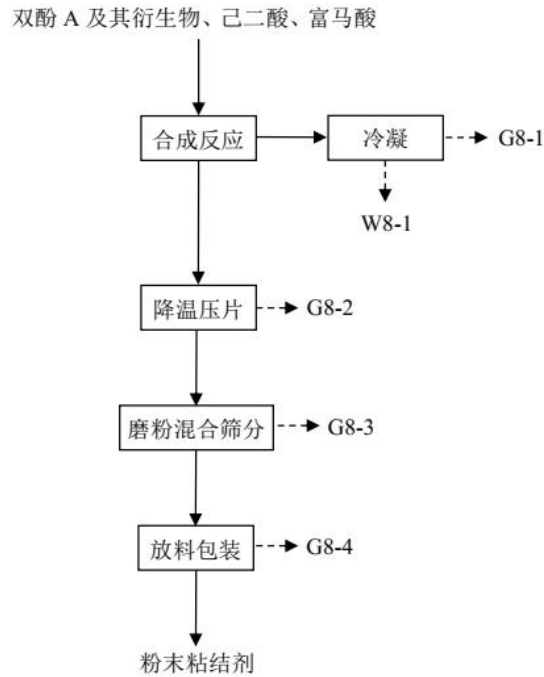 双酚 A 及其衍生物、己二酸、富马酸
合成反应
冷凝
G8-1
W8-1
降温压片
G8-2
磨粉混合筛分
G8-3
放料包装
G8-4
粉末粘结剂